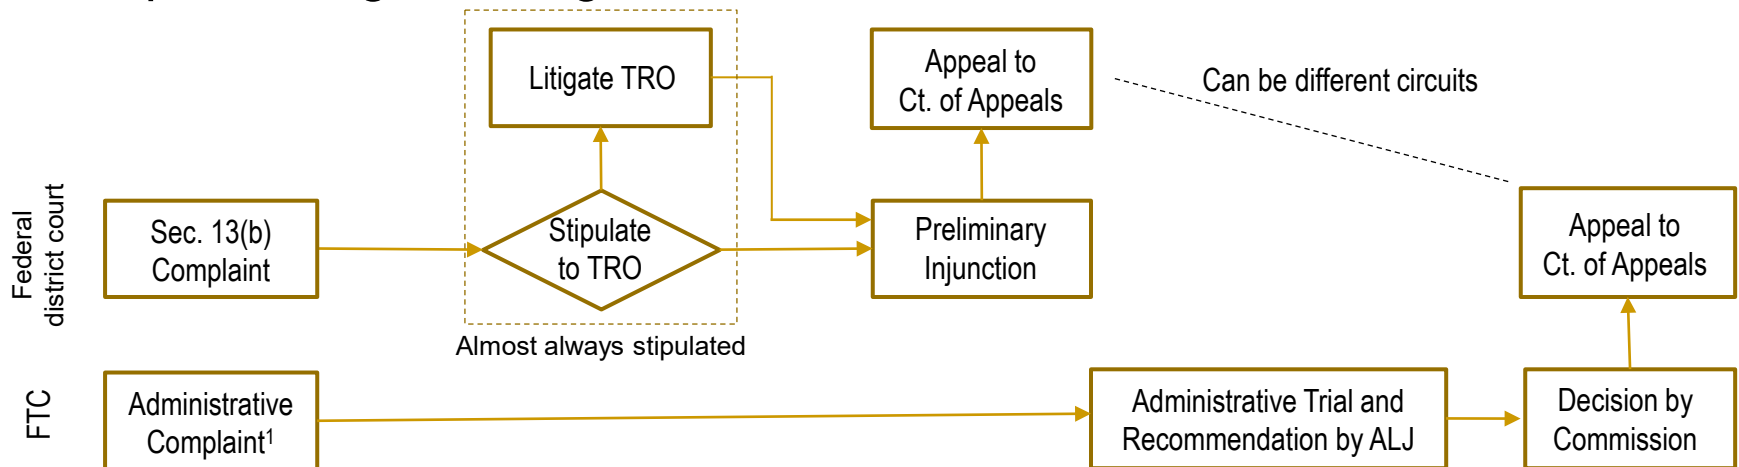 Litigate TRO
Appeal to
Ct. of Appeals
Can be different circuits
Federal
district court
Sec. 13(b)
Complaint
Stipulate
to TRO
Preliminary
Injunction
Appeal to
Ct. of Appeals
Almost always stipulated
FTC
Administrative
Complaint¹
Administrative Trial and
Recommendation by ALJ
Decision by
Commission